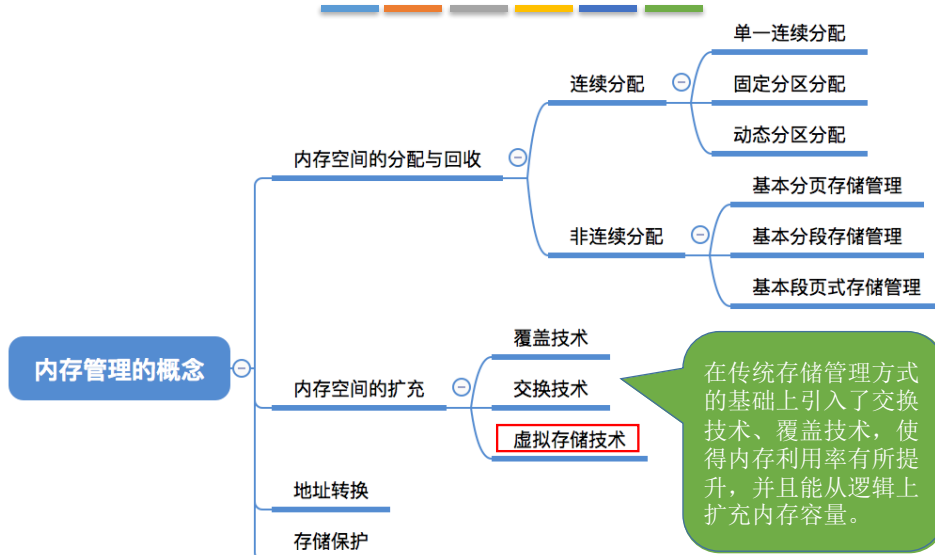 单一连续分配
连续分配
固定分区分配
动态分区分配
内存空间的分配与回收
基本分页存储管理
非连续分配
基本分段存储管理
基本段页式存储管理
覆盖技术
内存管理的概念
内存空间的扩充
交换技术
虚拟存储技术
在传统存储管理方式
的基础上引入了交换
技术、覆盖技术，使
得内存利用率有所提
升，并且能从逻辑上
扩充内存容量。
地址转换
存储保护